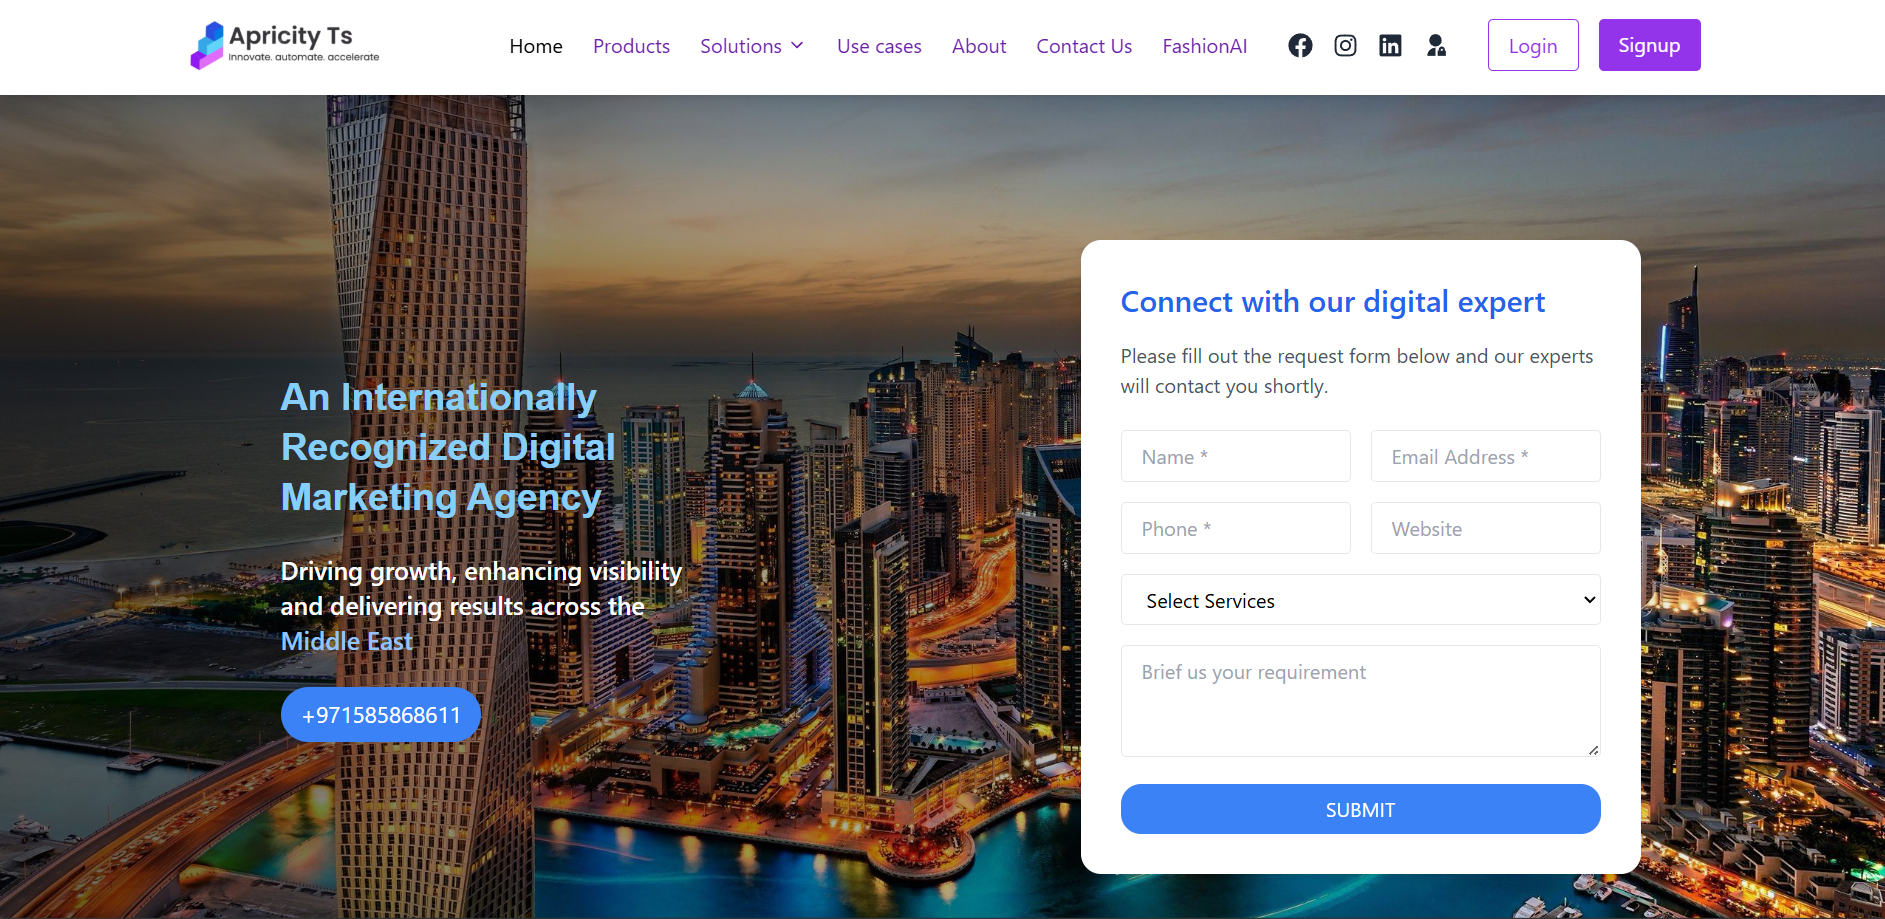 Apricity Ts
Innovate. automate. accelerate
Home
Products
Solutions
Use cases
About
Contact Us
FashionAI
Login
Signup
An Internationally
Recognized Digital
Marketing Agency
Driving growth, enhancing visibility
and delivering results across the
Middle East
+971585868611
Connect with our digital expert
Please fill out the request form below and our experts
will contact you shortly.
Name *
Email Address *
Phone *
Website
Select Services
Brief us your requirement
SUBMIT